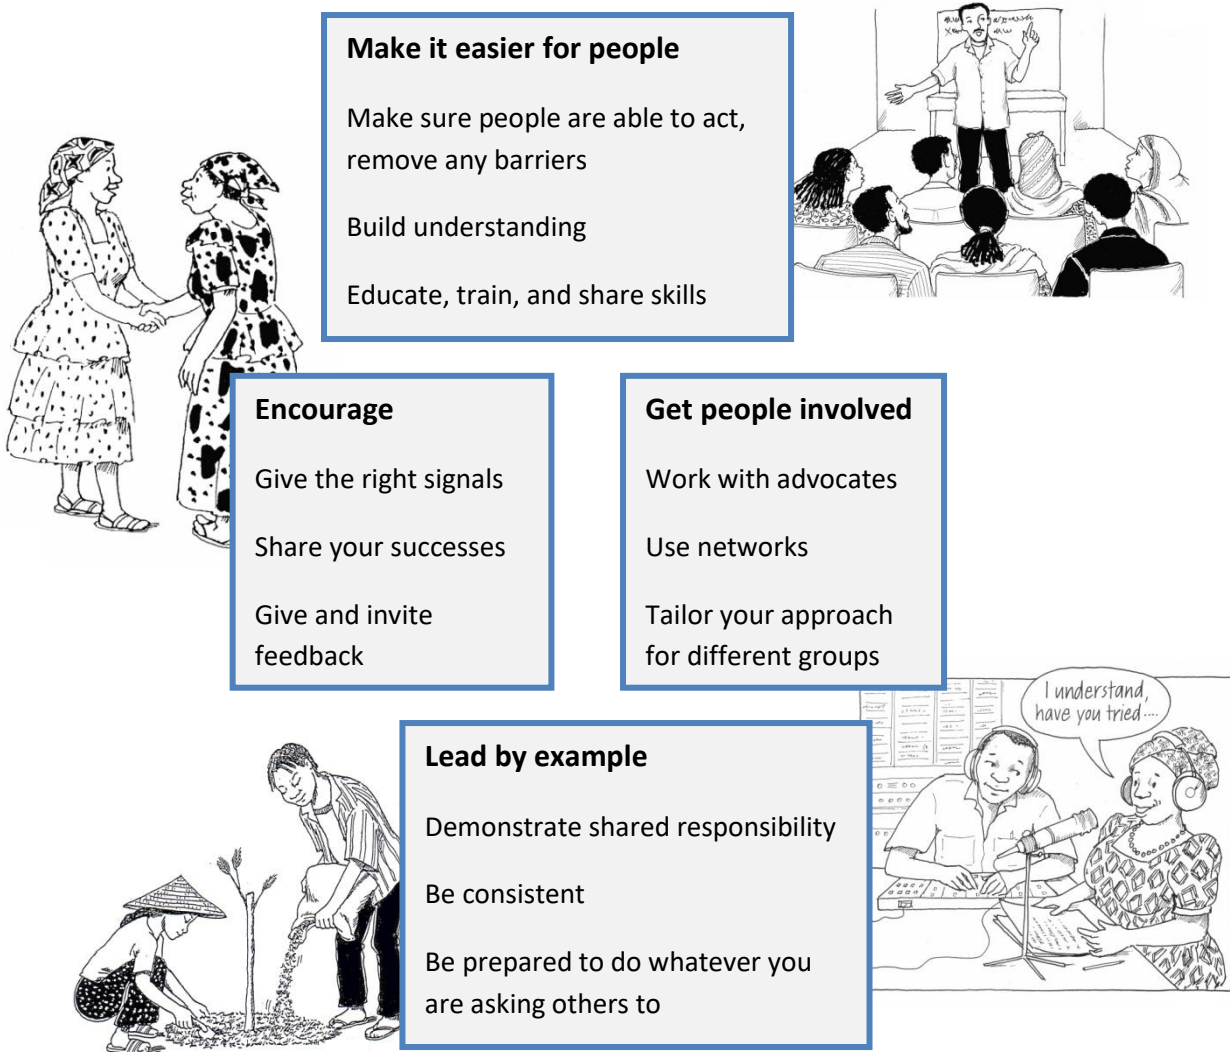 Make it easier for people
Make sure people are able to act,
remove any barriers
Build understanding
Educate, train, and share skills
Encourage
Give the right signals
Share your successes
Give and invite
feedback
Get people involved
Work with advocates
Use networks
Tailor your approach
for different groups
I understand,
have you tried....
Lead by example
Demonstrate shared responsibility
Be consistent
Be prepared to do whatever you
are asking others to